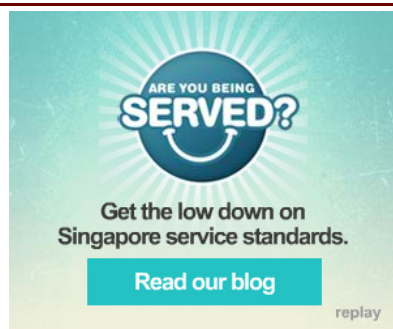 ARE YOU BEING
SERVED?
Get the low down on
Singapore service standards.
Read our blog
replay